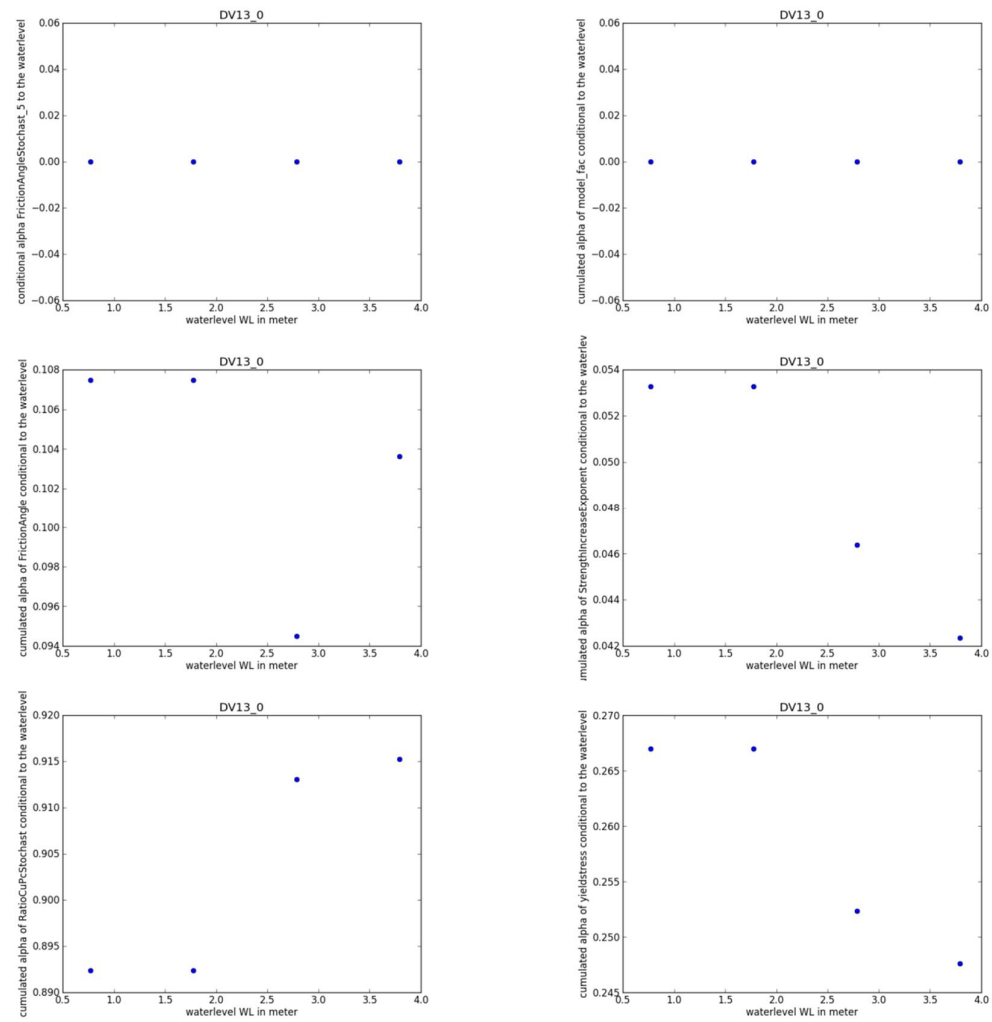 DV13_0
conditional alpha FrictionAngleStochast_5 to the waterlevel
0.06
0.04
0.02
0.00
−0.02
−0.04
−0.06
0.5 1.0 1.5 2.0 2.5 3.0 3.5 4.0
waterlevel WL in meter
DV13_0
cumulated alpha of model_fac conditional to the waterlevel
0.06
0.04
0.02
0.00
−0.02
−0.04
−0.06
0.5 1.0 1.5 2.0 2.5 3.0 3.5 4.0
waterlevel WL in meter
DV13_0
cumulated alpha of FrictionAngle conditional to the waterlevel
0.108
0.106
0.104
0.102
0.100
0.098
0.096
0.094
0.5 1.0 1.5 2.0 2.5 3.0 3.5 4.0
waterlevel WL in meter
DV13_0
umulated alpha of StrengthIncreaseExponent conditional to the waterlev
0.054
0.052
0.050
0.048
0.046
0.044
0.042
0.5 1.0 1.5 2.0 2.5 3.0 3.5 4.0
waterlevel WL in meter
DV13_0
cumulated alpha of RatioCuPcStochast conditional to the waterlevel
0.920
0.915
0.910
0.905
0.900
0.895
0.890
0.5 1.0 1.5 2.0 2.5 3.0 3.5 4.0
waterlevel WL in meter
DV13_0
cumulated alpha of yieldstress conditional to the waterlevel
0.270
0.265
0.260
0.255
0.250
0.245
0.5 1.0 1.5 2.0 2.5 3.0 3.5 4.0
waterlevel WL in meter